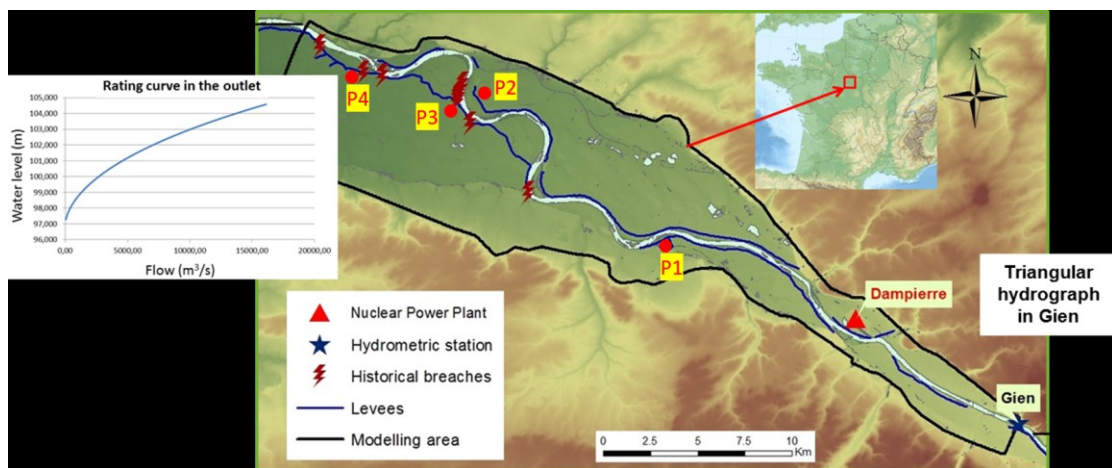 Rating curve in the outlet
Water level (m)
105,000
104,000
103,000
102,000
101,000
100,000
99,000
98,000
97,000
96,000
0,00
5000,00
10000,00
15000,00
20000,00
Flow (m³/s)
P4
P3
P2
P1
N
Dampierre
Gien
Triangular
hydrograph
in Gien
Nuclear Power Plant
Hydrometric station
Historical breaches
Levees
Modelling area
0 2.5 5 7.5 10
Km